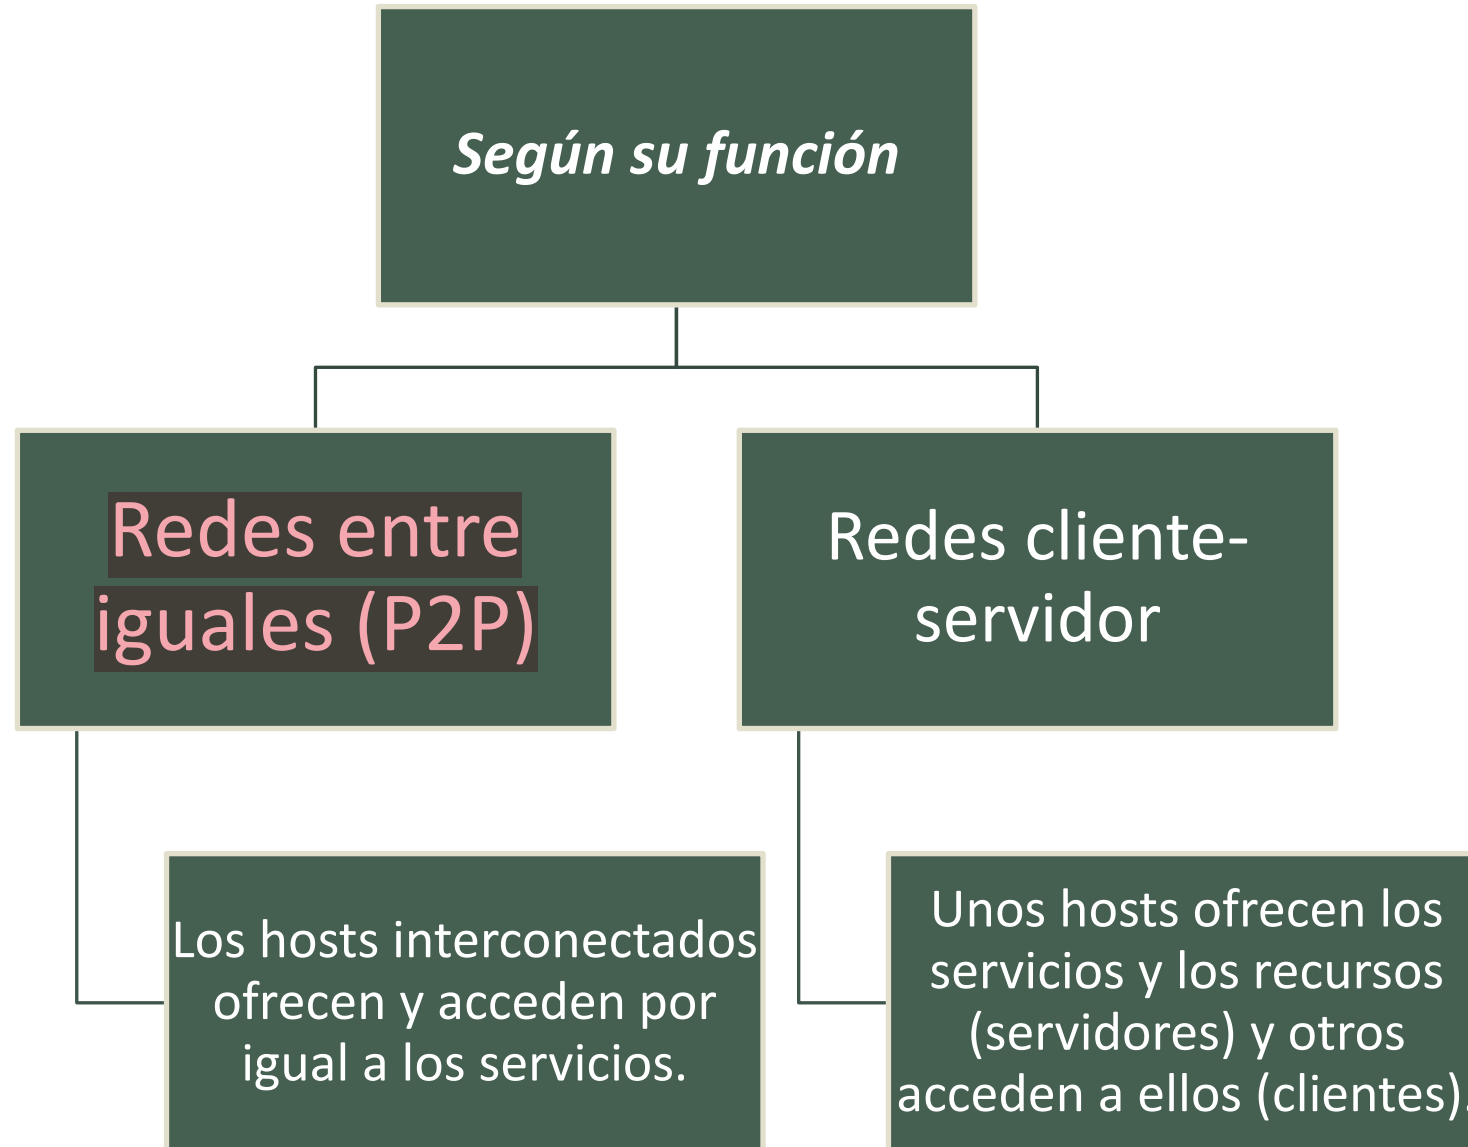 Según su función
Redes entre
iguales (P2P)
Redes cliente-
servidor
Los hosts interconectados
ofrecen y acceden por
igual a los servicios.
Unos hosts ofrecen los
servicios y los recursos
(servidores) y otros
acceden a ellos (clientes).